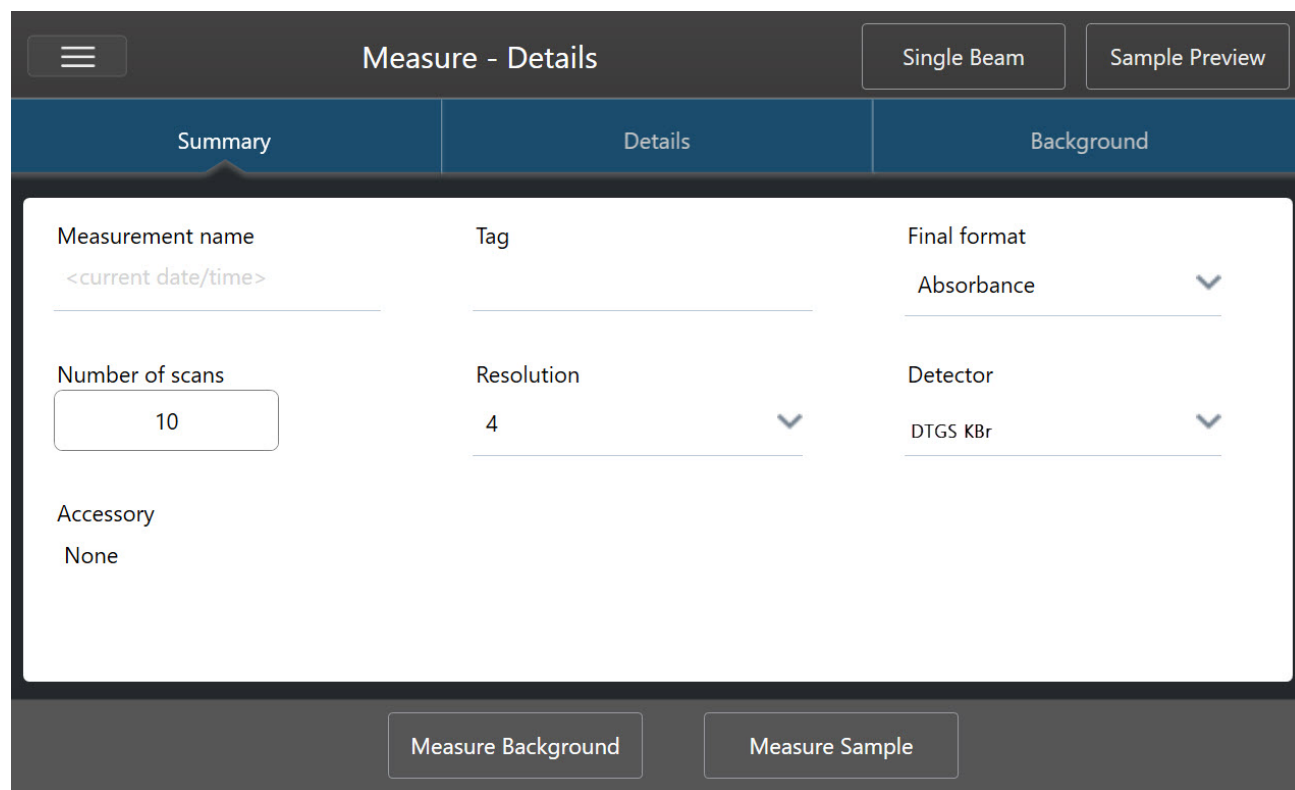 Measure - Details
Single Beam
Sample Preview
Summary
Details
Background
Measurement name
Tag
Final format
<current date/time>
Absorbance
Number of scans
Resolution
Detector
10
4
DTGS KBr
Accessory
None
Measure Background
Measure Sample